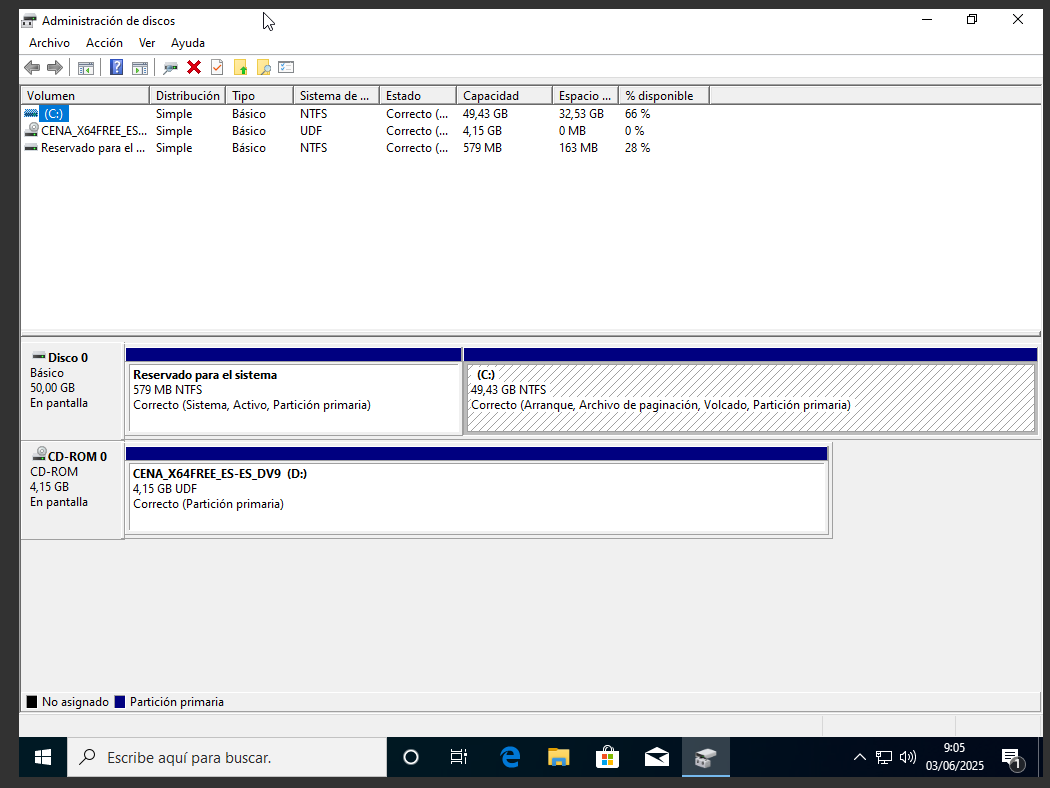 Administración de discos
Archivo Acción Ver Ayuda
Volumen Distribución Tipo Sistema de ... Estado Capacidad Espacio ... % disponible
(C:) Simple Básico NTFS Correcto (... 49,43 GB 32,53 GB 66 %
CENA_X64FREE_ES... Simple Básico UDF Correcto (... 4,15 GB 0 MB 0 %
Reservado para el ... Simple Básico NTFS Correcto (... 579 MB 163 MB 28 %
Disco 0
Básico
50,00 GB
En pantalla
Reservado para el sistema
579 MB NTFS
Correcto (Sistema, Activo, Partición primaria)
(C:)
49,43 GB NTFS
Correcto (Arranque, Archivo de paginación, Volcado, Partición primaria)
CD-ROM 0
CD-ROM
4,15 GB
En pantalla
CENA_X64FREE_ES-ES_DV9 (D:)
4,15 GB UDF
Correcto (Partición primaria)
No asignado Partición primaria
Escribe aquí para buscar.
9:05
03/06/2025
1